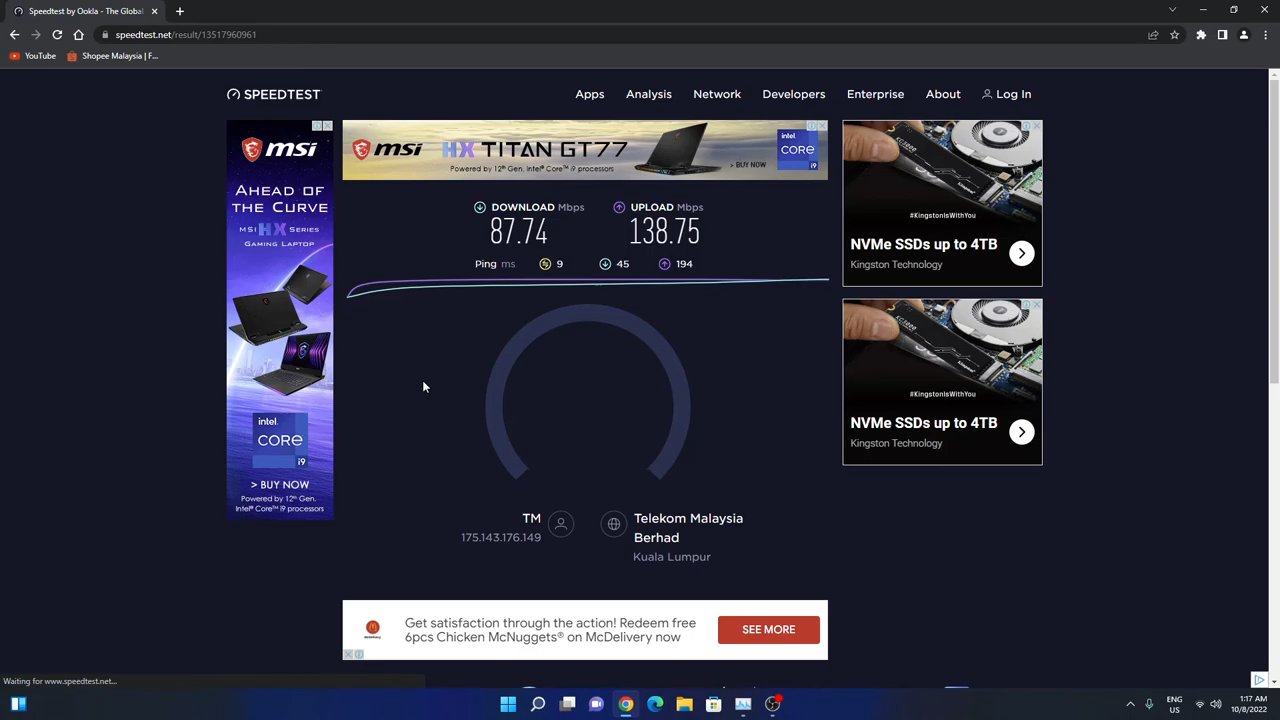 Speedtest by Ookla - The Global
speedtest.net/result/13517960961
YouTube
Shopee Malaysia | F...
SPEEDTEST
Apps
Analysis
Network
Developers
Enterprise
About
Log In
msi
AHEAD OF
THE CURVE
MSI HX SERIES
GAMING LAPTOP
intel.
CORE
i9
> BUY NOW
Powered by 12th Gen.
Intel® Core™ i9 processors
msi
HX TITAN GT77
Powered by 12th Gen. Intel® Core™ i9 processors
> BUY NOW
intel.
CORE
i9
DOWNLOAD Mbps
87.74
UPLOAD Mbps
138.75
Ping ms
9
45
194
TM
175.143.176.149
Telekom Malaysia
Berhad
Kuala Lumpur
#KingstonIsWithYou
NVMe SSDs up to 4TB
Kingston Technology
#KingstonIsWithYou
NVMe SSDs up to 4TB
Kingston Technology
Get satisfaction through the action! Redeem free
6pcs Chicken McNuggets® on McDelivery now
SEE MORE
Waiting for www.speedtest.net...
ENG
US
1:17 AM
10/8/2022